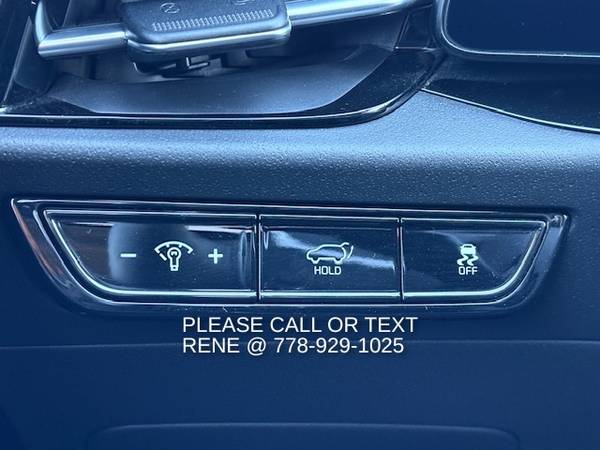 - +
HOLD
OFF
PLEASE CALL OR TEXT
RENE @ 778-929-1025